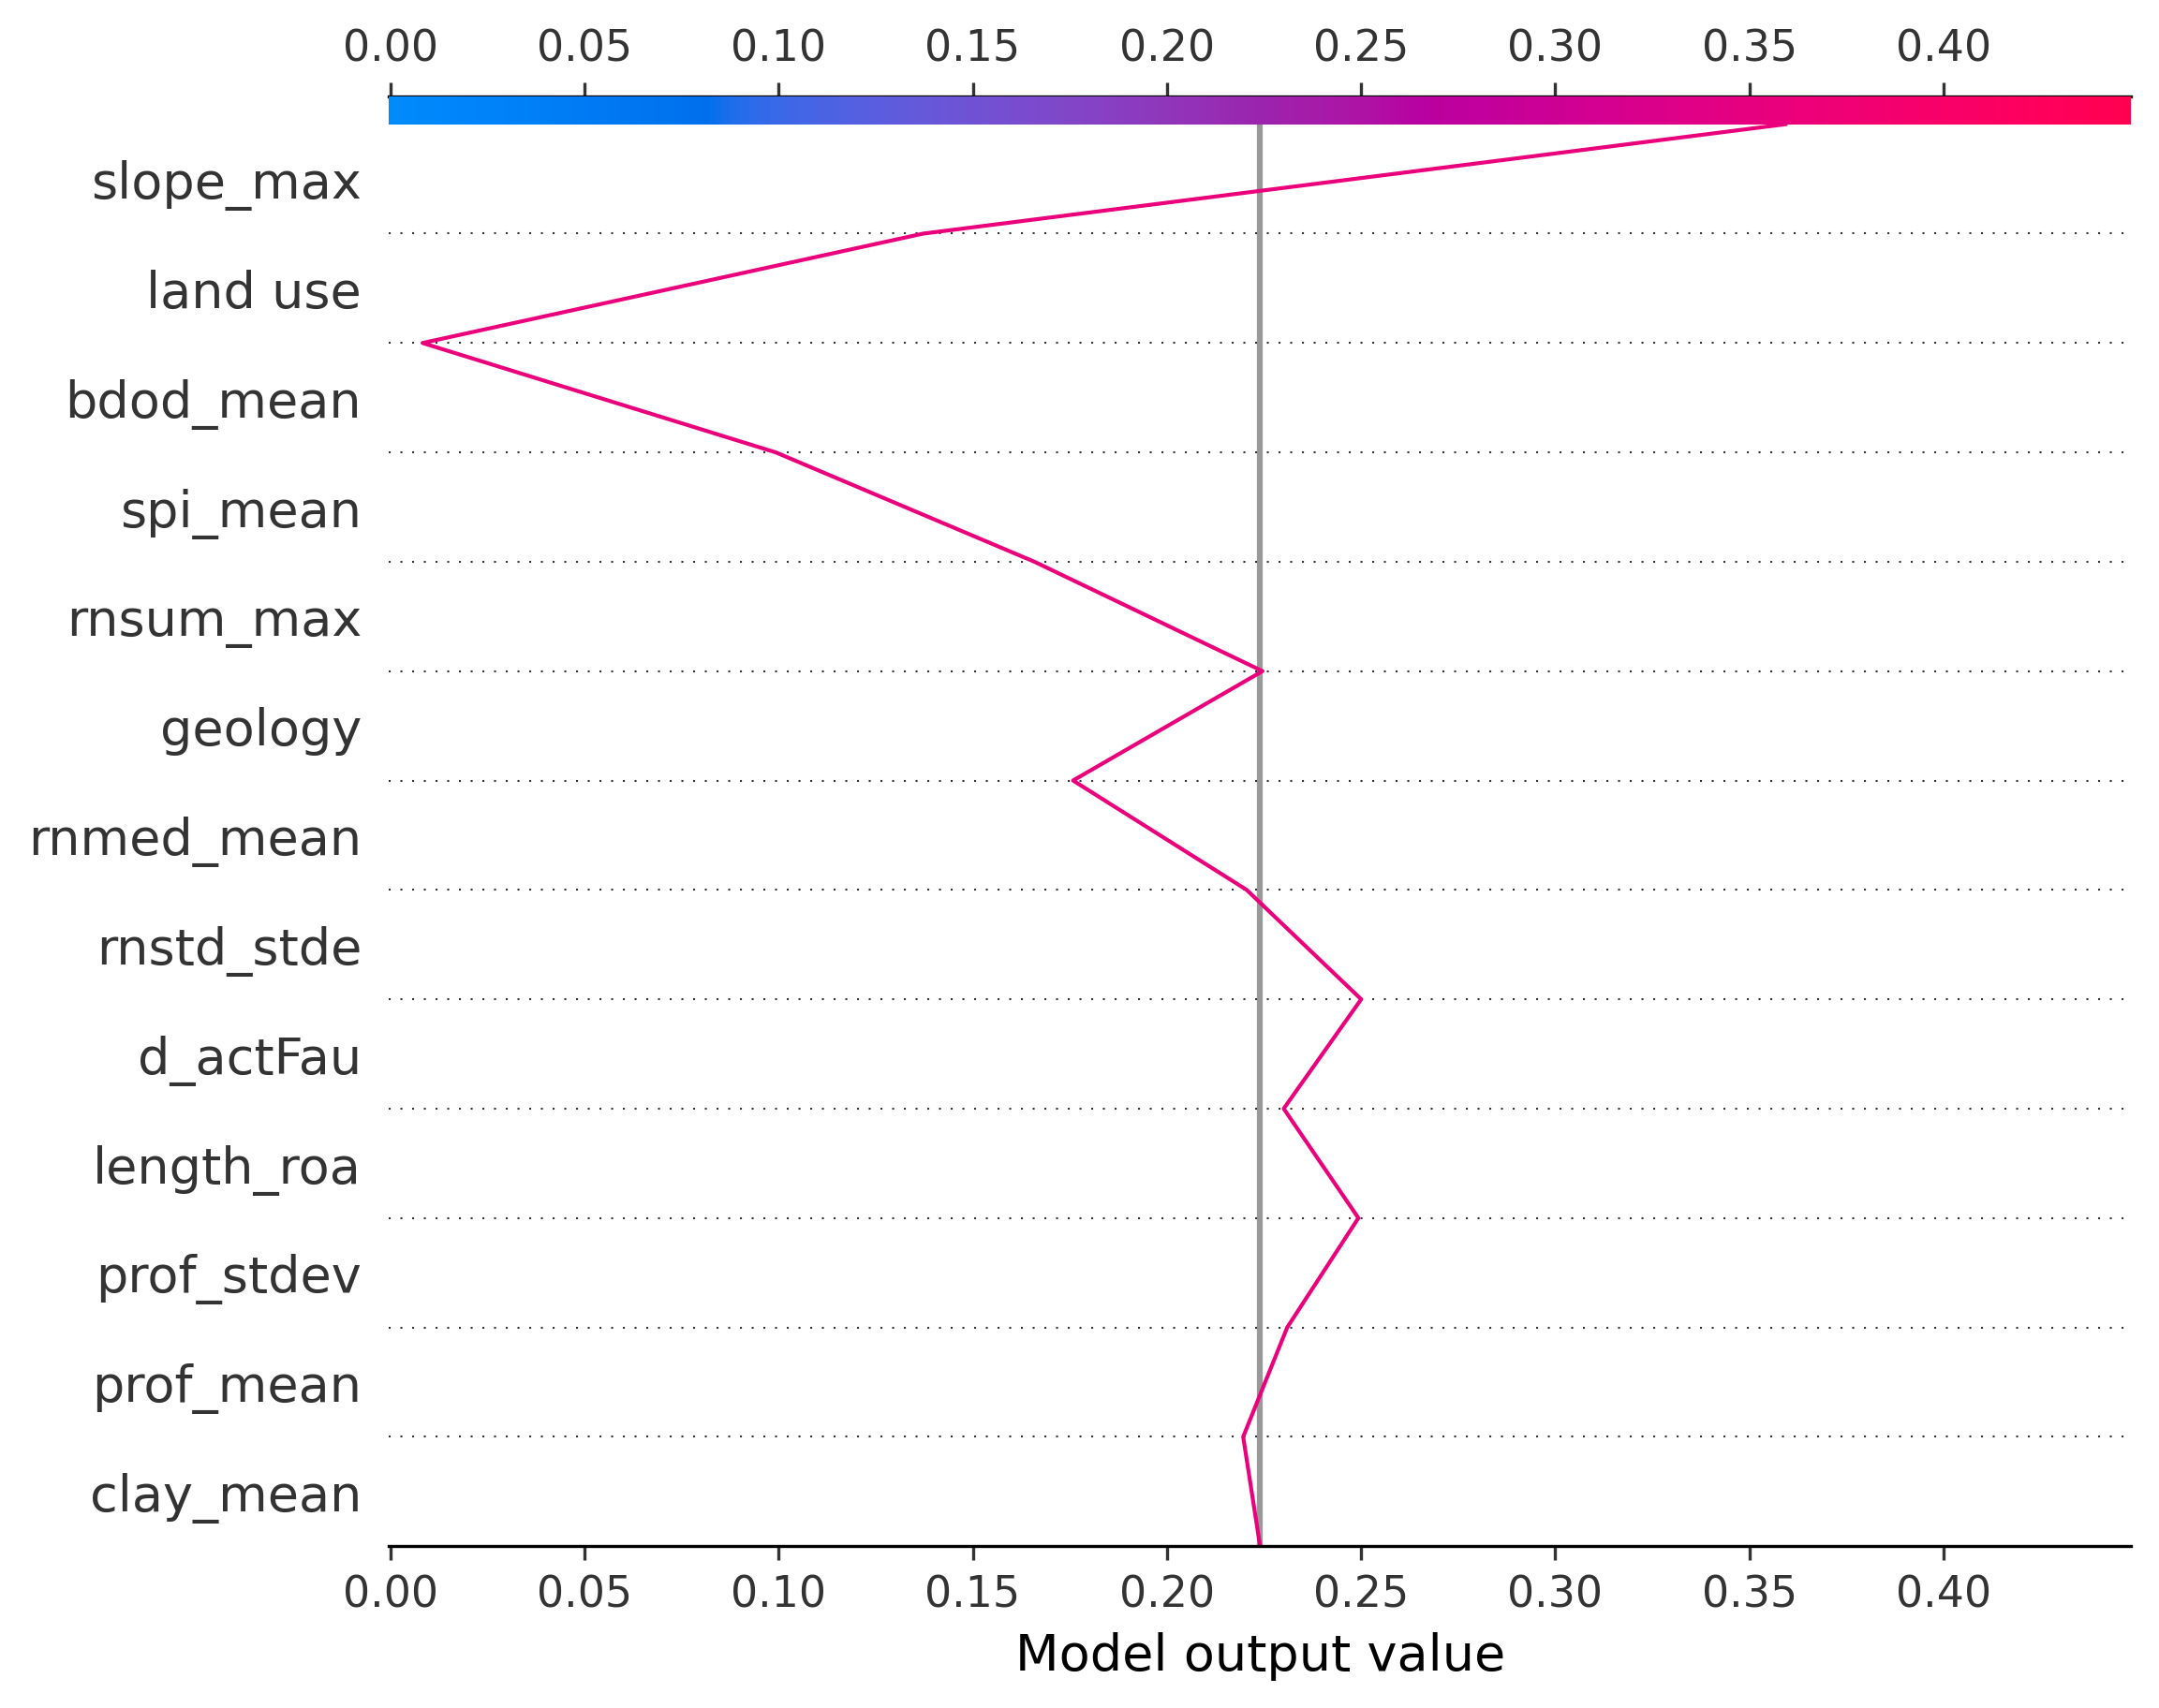 0.00 0.05 0.10 0.15 0.20 0.25 0.30 0.35 0.40
slope_max
land use
bdod_mean
spi_mean
rnsum_max
geology
rnmed_mean
rnstd_stde
d_actFau
length_roa
prof_stdev
prof_mean
clay_mean
0.00 0.05 0.10 0.15 0.20 0.25 0.30 0.35 0.40
Model output value